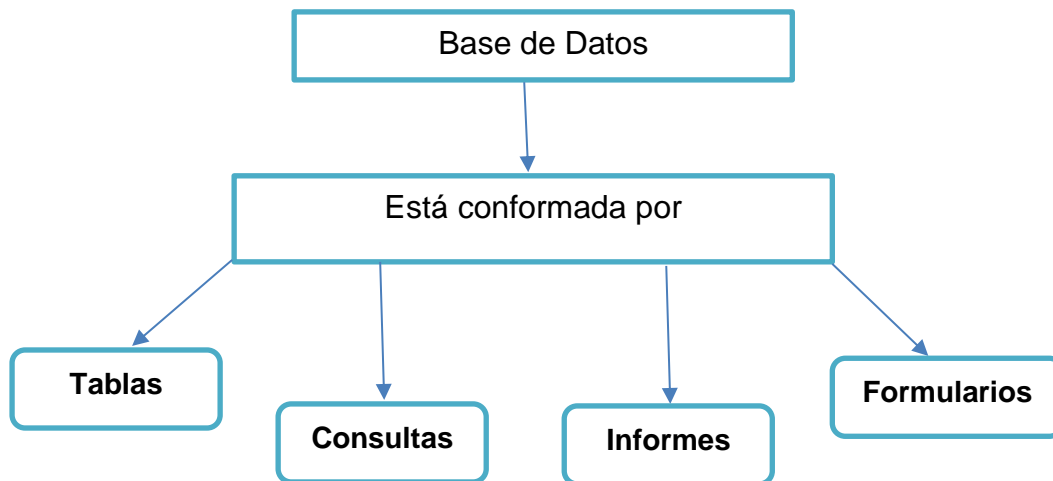 Base de Datos
Está conformada por
Tablas
Consultas
Informes
Formularios